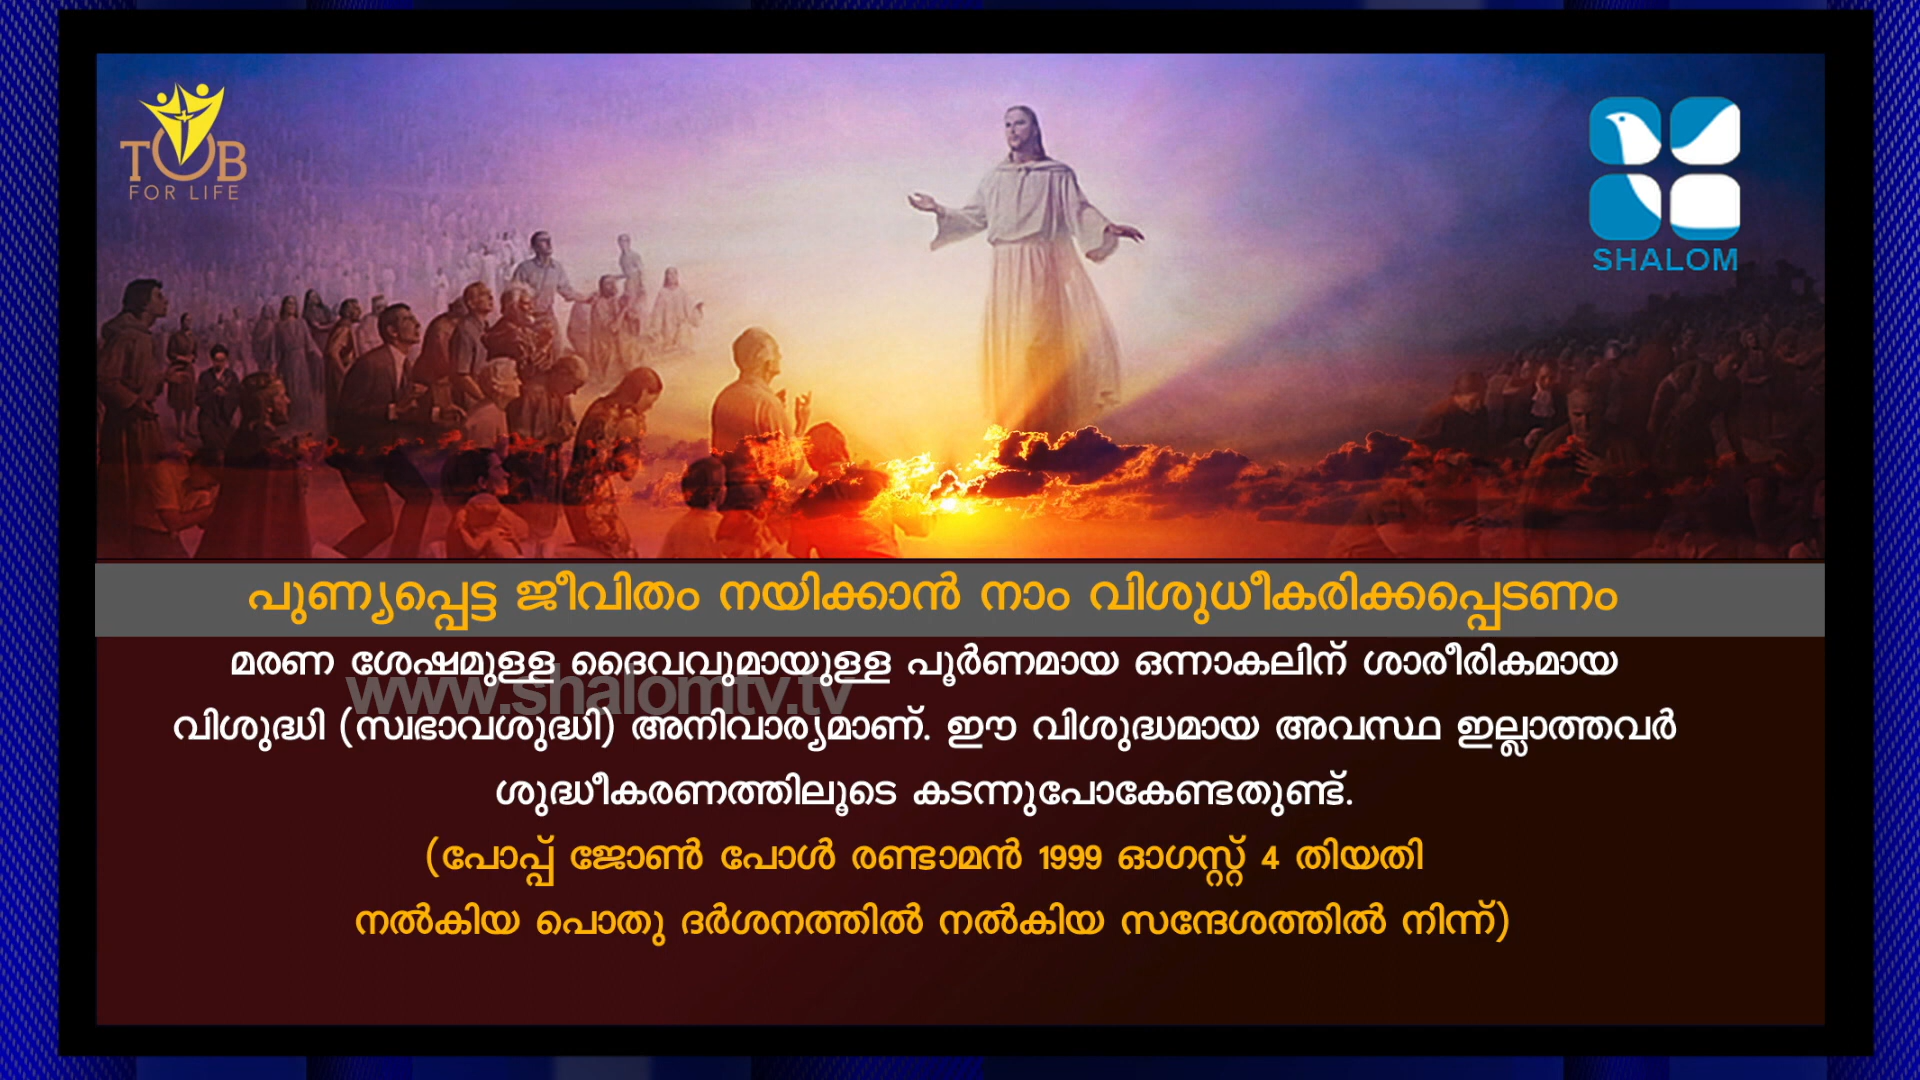 TOB
FOR LIFE
SHALOM
പുണ്യപ്പെട്ട ജീവിതം നയിക്കാൻ നാം വിശുധീകരിക്കപ്പെടണം
മരണ ശേഷമുള്ള ദൈവവുമായുള്ള പൂർണമായ ഒന്നാകലിന് ശാരീരികമായ
www.shalomtv.tv
വിശുദ്ധി (സ്വഭാവശുദ്ധി) അനിവാര്യമാണ്. ഈ വിശുദ്ധമായ അവസ്ഥ ഇല്ലാത്തവർ
ശുദ്ധീകരണത്തിലൂടെ കടന്നുപോകേണ്ടതുണ്ട്.
(പോപ്പ് ജോൺ പോൾ രണ്ടാമൻ 1999 ഓഗസ്റ്റ് 4 തിയതി
നൽകിയ പൊതു ദർശനത്തിൽ നൽകിയ സന്ദേശത്തിൽ നിന്ന്)